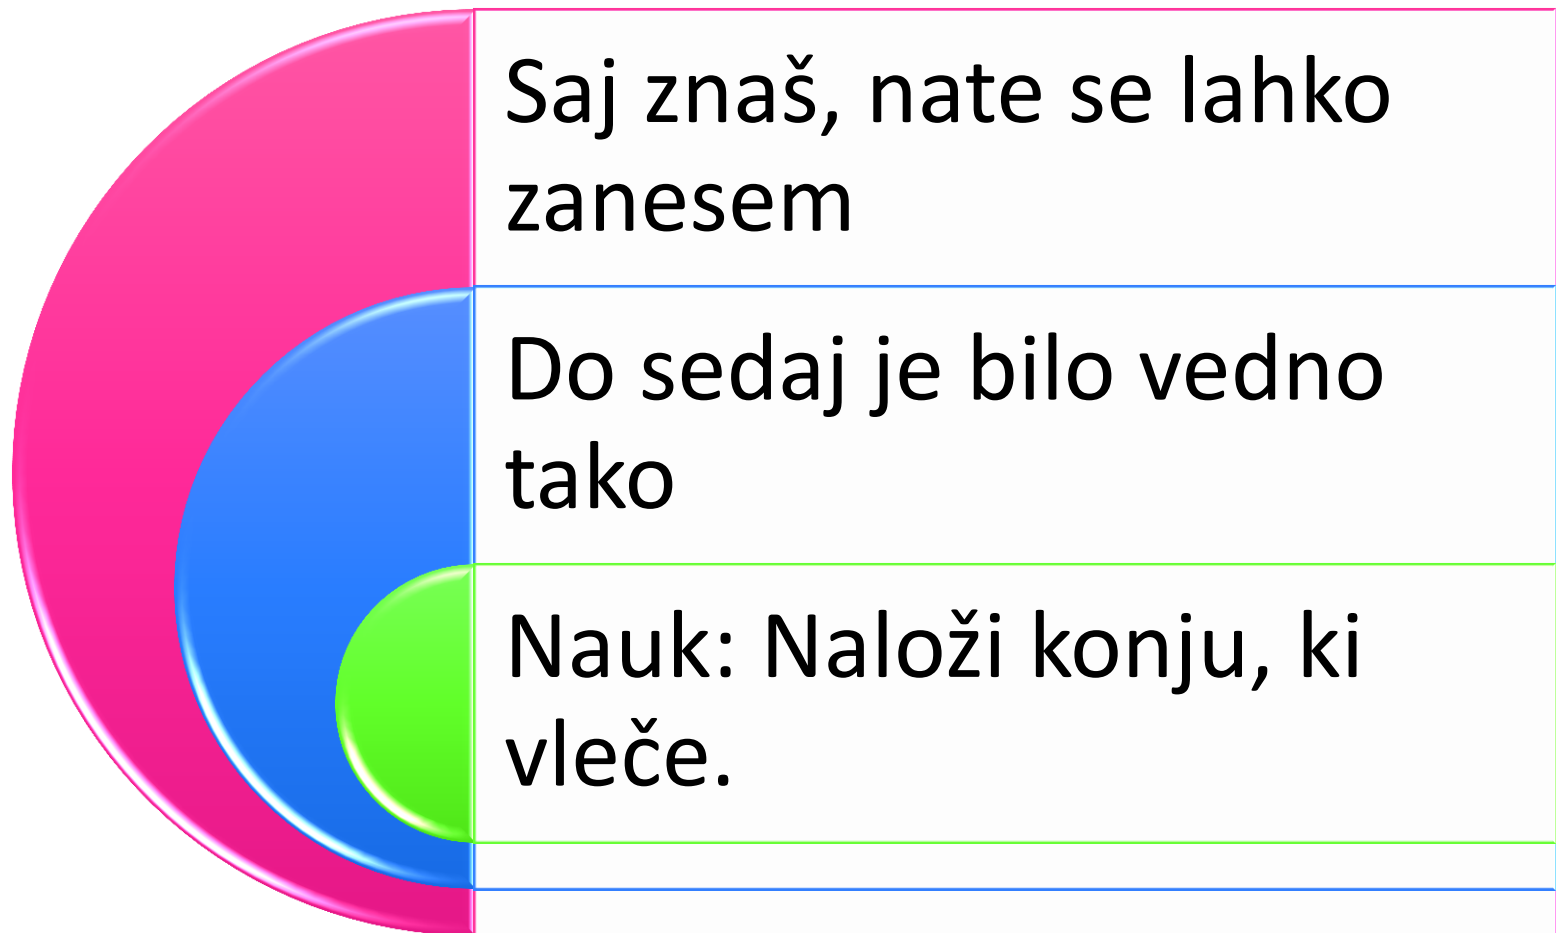 Saj znaš, nate se lahko
zanesem
Do sedaj je bilo vedno
tako
Nauk: Naloži konju, ki
vleče.